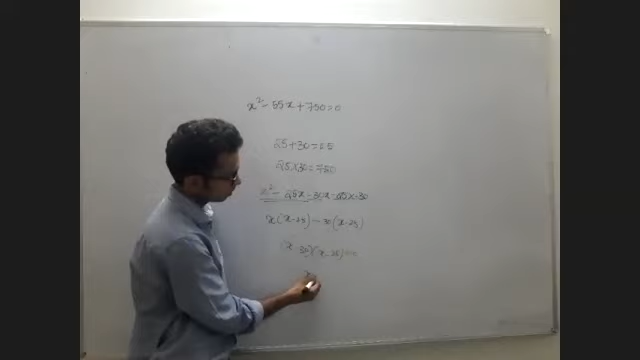 x² - 55x + 750 = 0
25 + 30 = 55
25 x 30 = 750
x² - 25x - 30x - 25 x - 30
x(x - 25) - 30(x - 25)
(x - 30)(x - 25) = 0